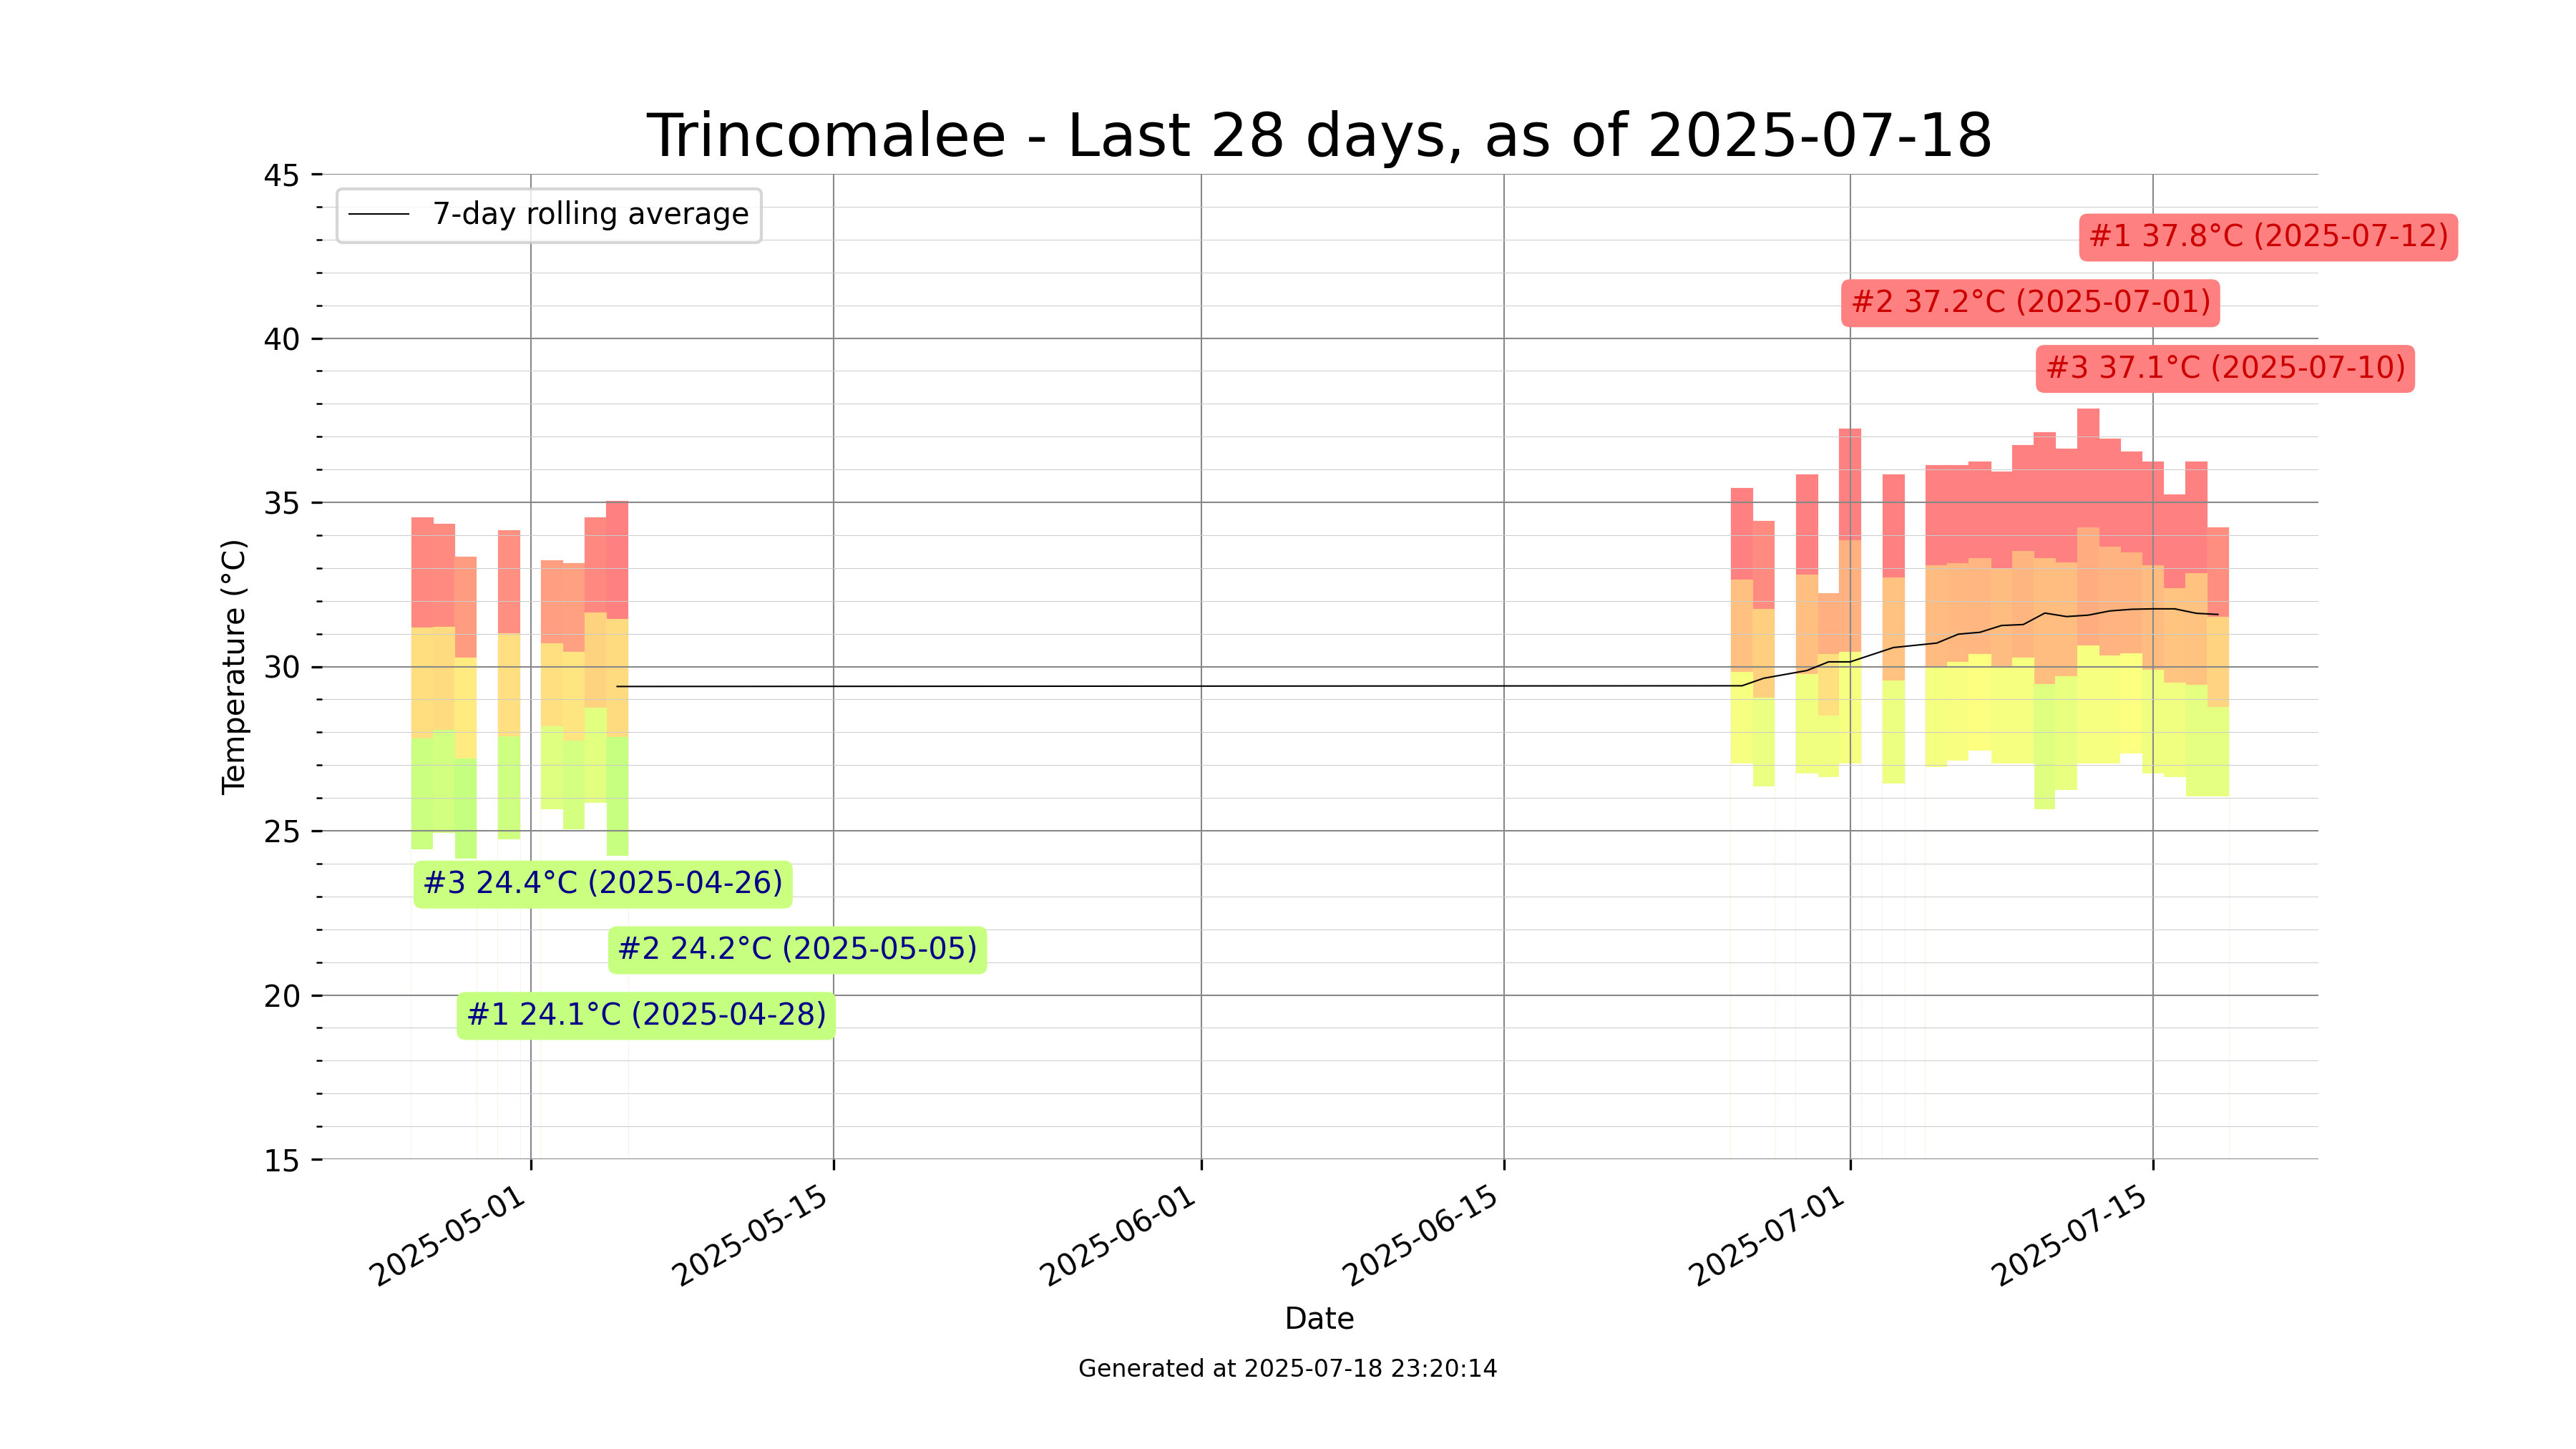 Trincomalee - Last 28 days, as of 2025-07-18
7-day rolling average
#1 37.8°C (2025-07-12)
#2 37.2°C (2025-07-01)
#3 37.1°C (2025-07-10)
45
40
35
30
25
20
15
Temperature (°C)
#3 24.4°C (2025-04-26)
#2 24.2°C (2025-05-05)
#1 24.1°C (2025-04-28)
2025-05-01
2025-05-15
2025-06-01
2025-06-15
2025-07-01
2025-07-15
Date
Generated at 2025-07-18 23:20:14